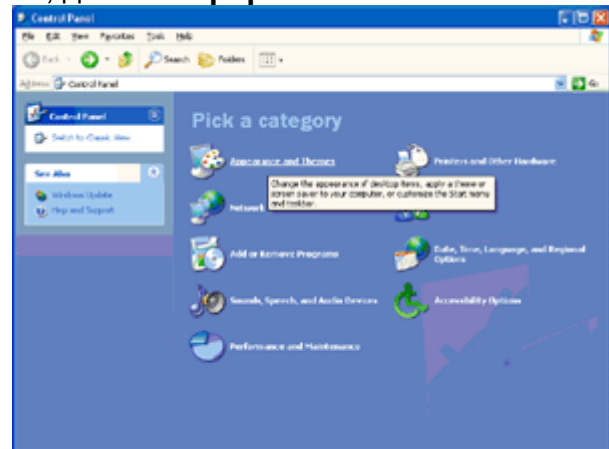 Control Panel
File Edit View Favorites Tools Help
Back Search Folders
Address Control Panel Go
Control Panel
Switch to Classic View
See Also
Windows Update
Help and Support
Pick a category
Appearance and Themes
Printers and Other Hardware
Change the appearance of desktop items, apply a theme or
screen saver to your computer, or customize the Start menu
and taskbar.
Network
Add or Remove Programs
Date, Time, Language, and Regional
Options
Sounds, Speech, and Audio Devices
Accessibility Options
Performance and Maintenance